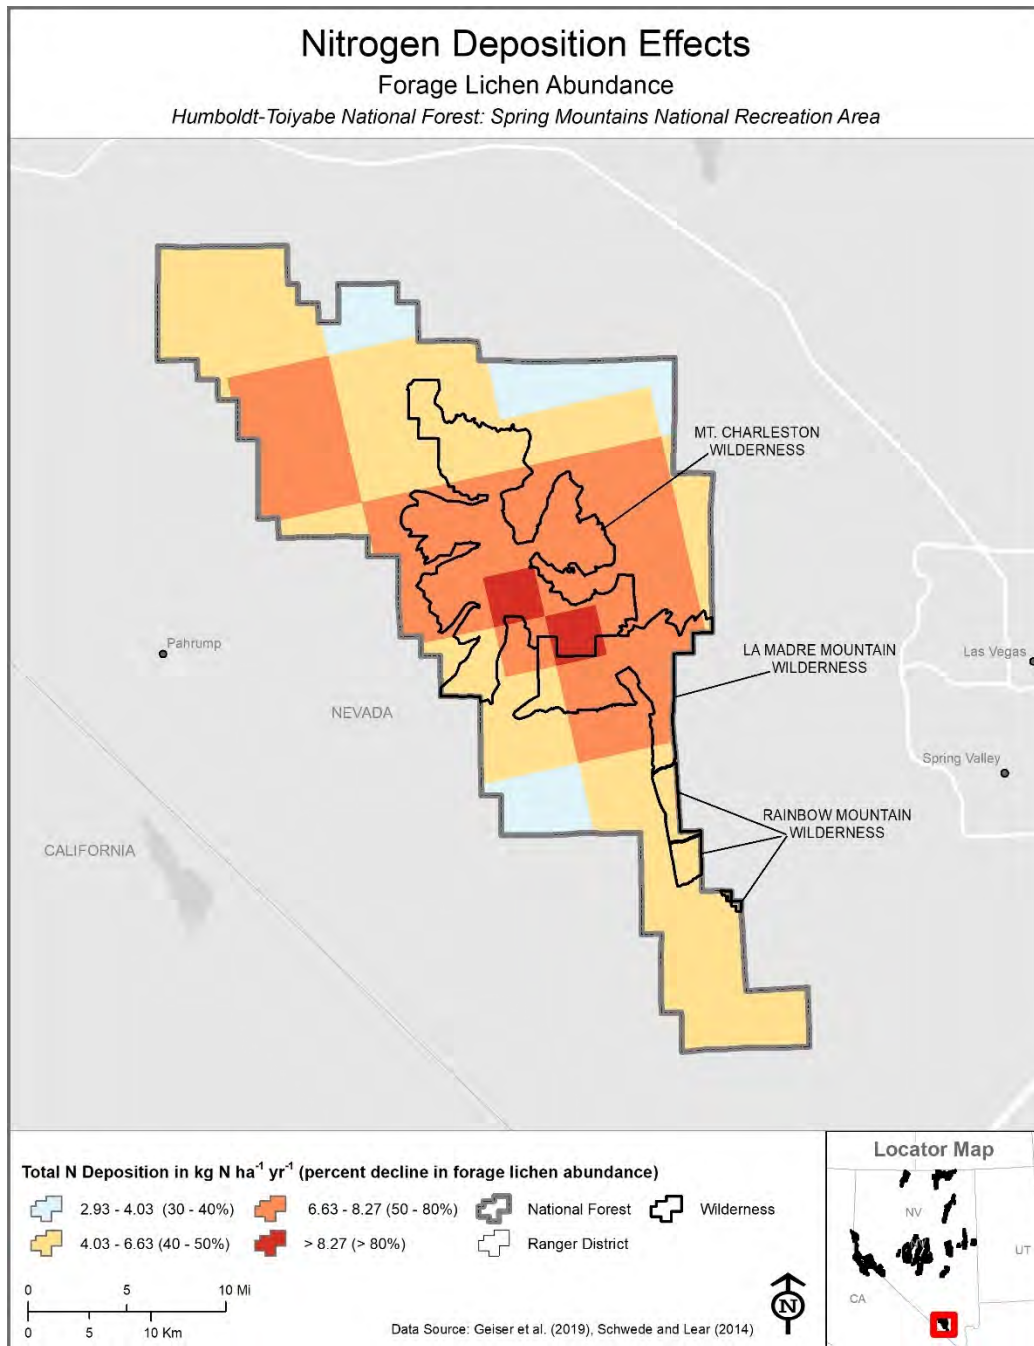 Nitrogen Deposition Effects
Forage Lichen Abundance
Humboldt-Toiyabe National Forest: Spring Mountains National Recreation Area
MT. CHARLESTON
WILDERNESS
Pahrump
LA MADRE MOUNTAIN
WILDERNESS
Las Vegas
NEVADA
Spring Valley
RAINBOW MOUNTAIN
WILDERNESS
CALIFORNIA
Total N Deposition in kg N ha⁻¹ yr⁻¹ (percent decline in forage lichen abundance)
2.93 - 4.03 (30 - 40%)
6.63 - 8.27 (50 - 80%)
National Forest
Wilderness
4.03 - 6.63 (40 - 50%)
> 8.27 (> 80%)
Ranger District
0 5 10 Mi
0 5 10 Km
N
Data Source: Geiser et al. (2019), Schwede and Lear (2014)
Locator Map
NV
UT
CA